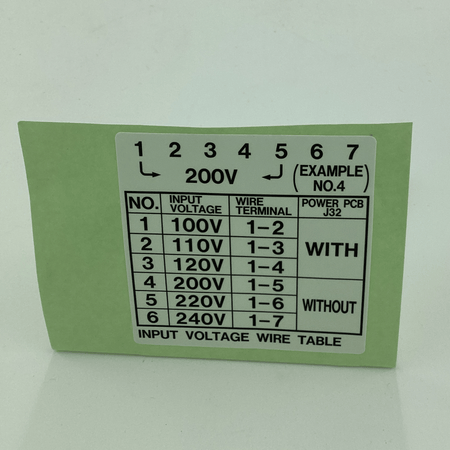 1 2 3 4 5 6 7
200V (EXAMPLE NO.4)
NO. INPUT VOLTAGE WIRE TERMINAL POWER PCB J32
1 100V 1-2 WITH
2 110V 1-3
3 120V 1-4
4 200V 1-5 WITHOUT
5 220V 1-6
6 240V 1-7
INPUT VOLTAGE WIRE TABLE